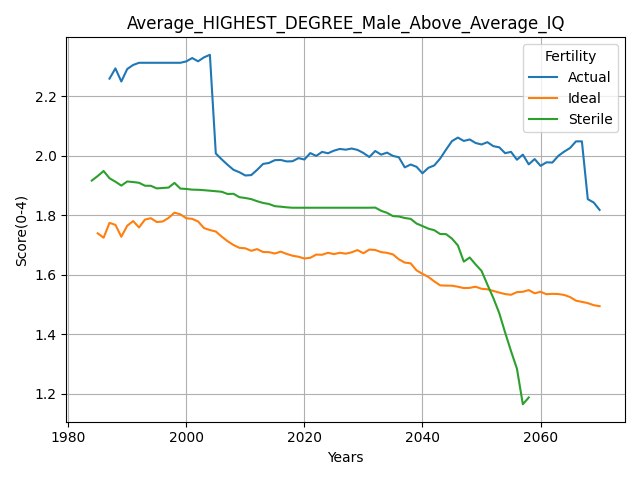 Average_HIGHEST_DEGREE_Male_Above_Average_IQ
Fertility
Actual
Ideal
Sterile
Score(0-4)
2.2
2.0
1.8
1.6
1.4
1.2
1980
2000
2020
2040
2060
Years